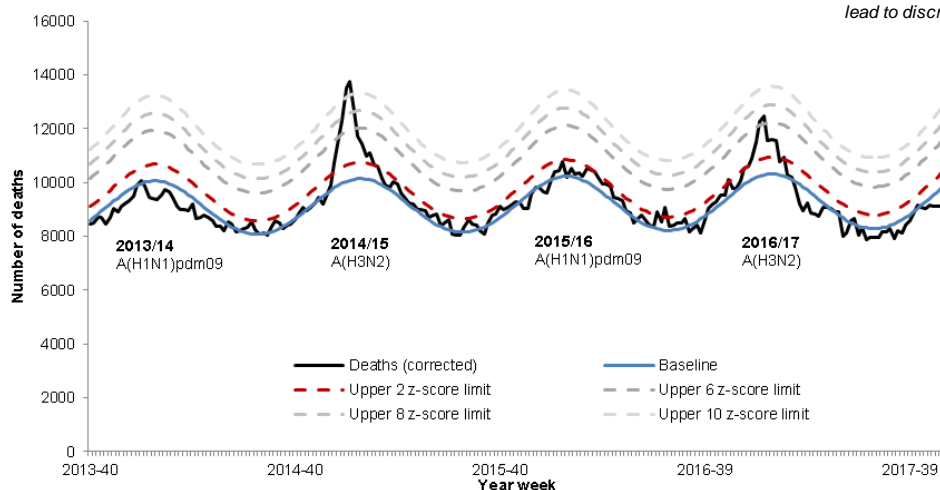 lead to discr
16000
14000
12000
10000
8000
6000
4000
2000
0
Number of deaths
2013/14
A(H1N1)pdm09
2014/15
A(H3N2)
2015/16
A(H1N1)pdm09
2016/17
A(H3N2)
Deaths (corrected)
Baseline
Upper 2 z-score limit
Upper 6 z-score limit
Upper 8 z-score limit
Upper 10 z-score limit
2013-40
2014-40
2015-40
2016-39
2017-39
Year week